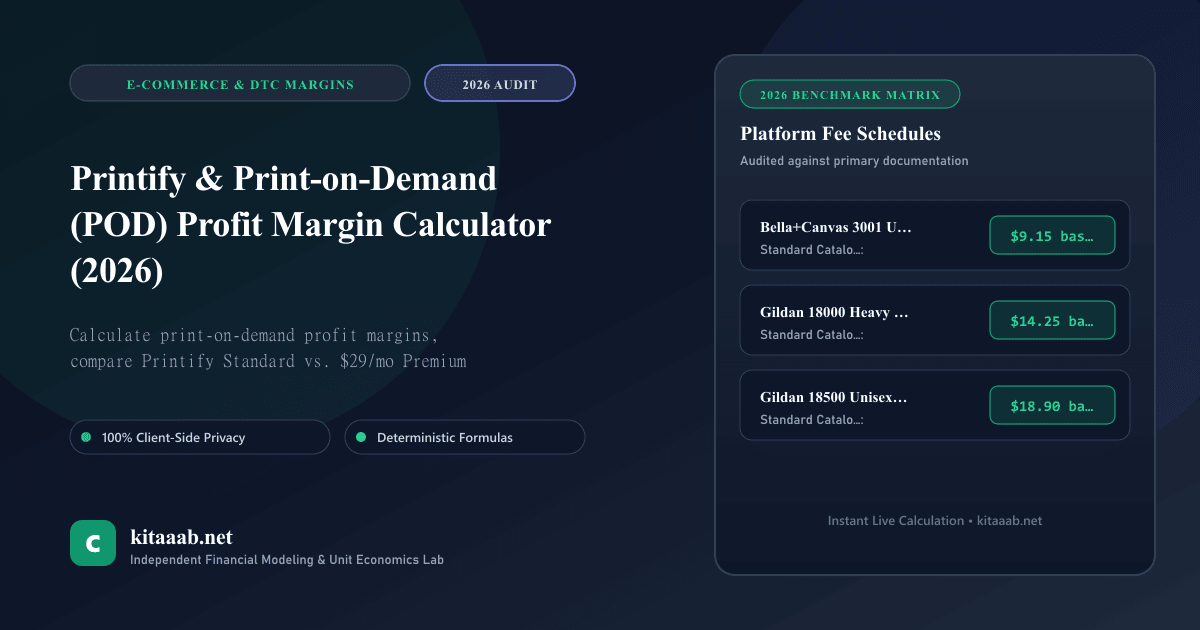 E-COMMERCE & DTC MARGINS
2026 AUDIT
Printify & Print-on-Demand
(POD) Profit Margin Calculator
(2026)
Calculate print-on-demand profit margins,
compare Printify Standard vs. $29/mo Premium
100% Client-Side Privacy
Deterministic Formulas
C
kitaaab.net
Independent Financial Modeling & Unit Economics Lab
2026 BENCHMARK MATRIX
Platform Fee Schedules
Audited against primary documentation
Bella+Canvas 3001 U…
Standard Catalo…:
$9.15 bas…
Gildan 18000 Heavy …
Standard Catalo…:
$14.25 ba…
Gildan 18500 Unisex…
Standard Catalo…:
$18.90 ba…
Instant Live Calculation • kitaaab.net